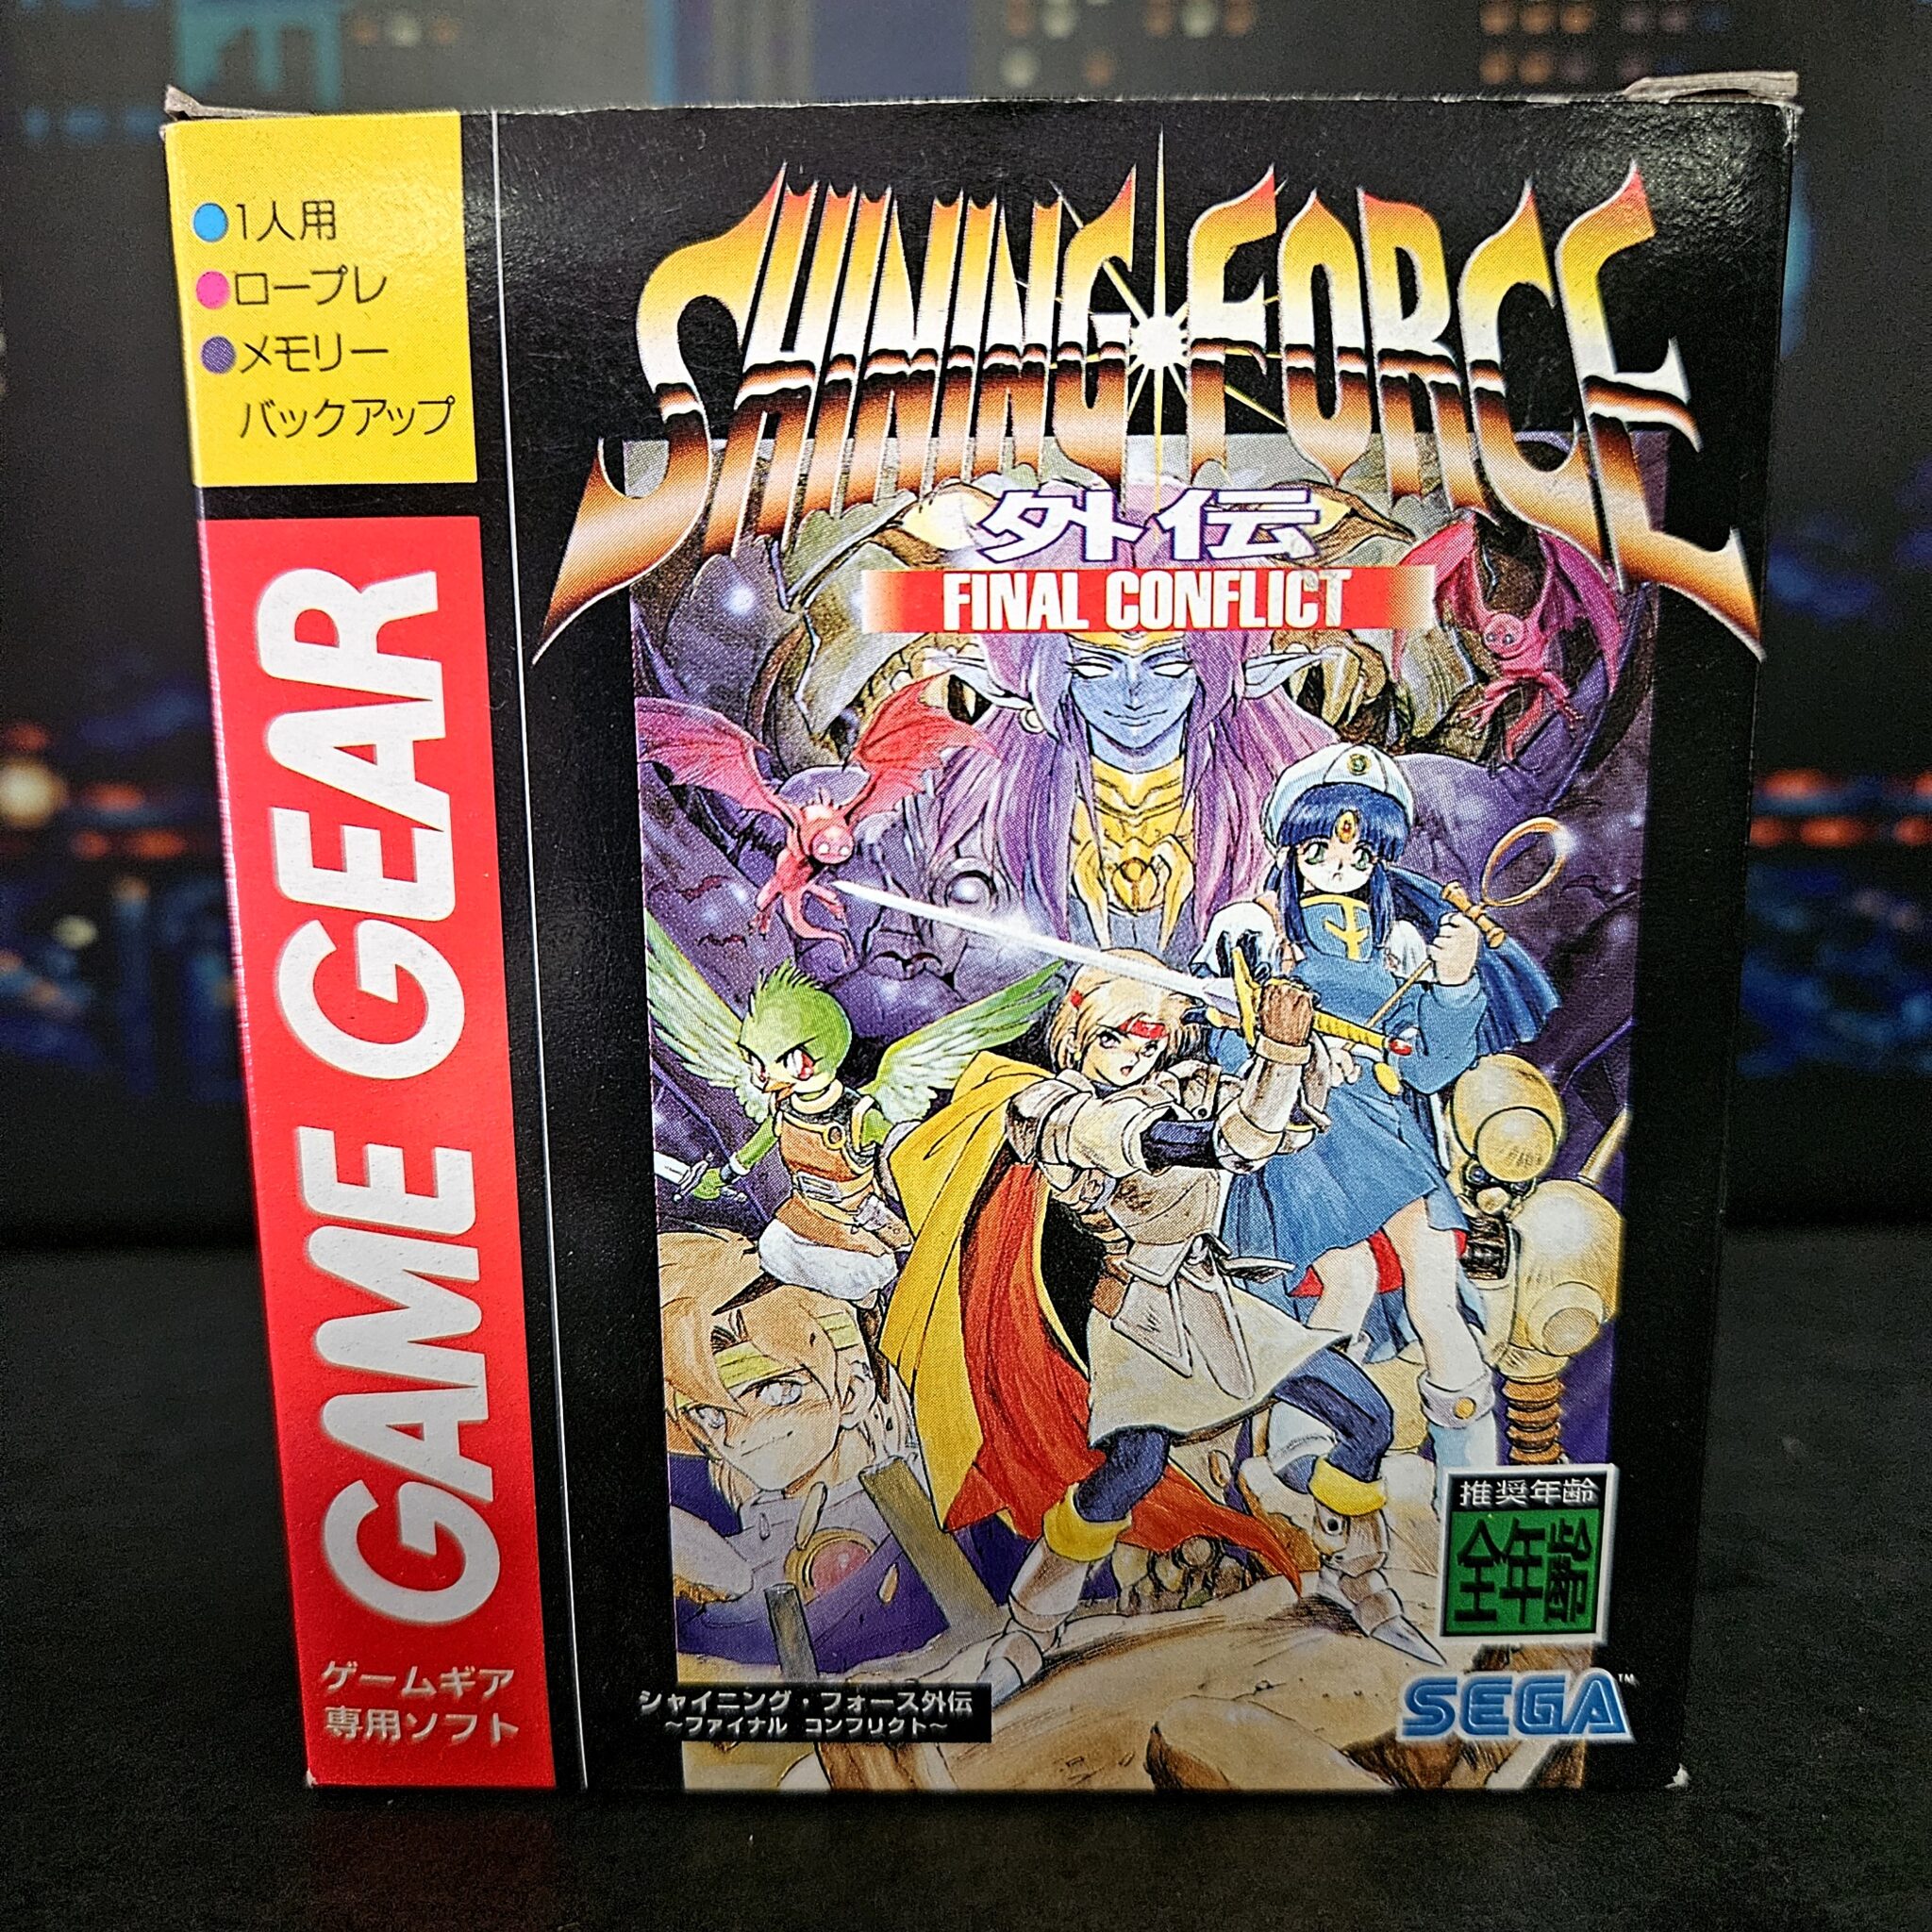 ●1人用
●ロープレ
●メモリー
バックアップ
GAME GEAR
ゲームギア
専用ソフト
SHINING FORCE
外伝
FINAL CONFLICT
推奨年齢
全年齢
シャイニング・フォース外伝
~ファイナル コンフリクト~
SEGA™